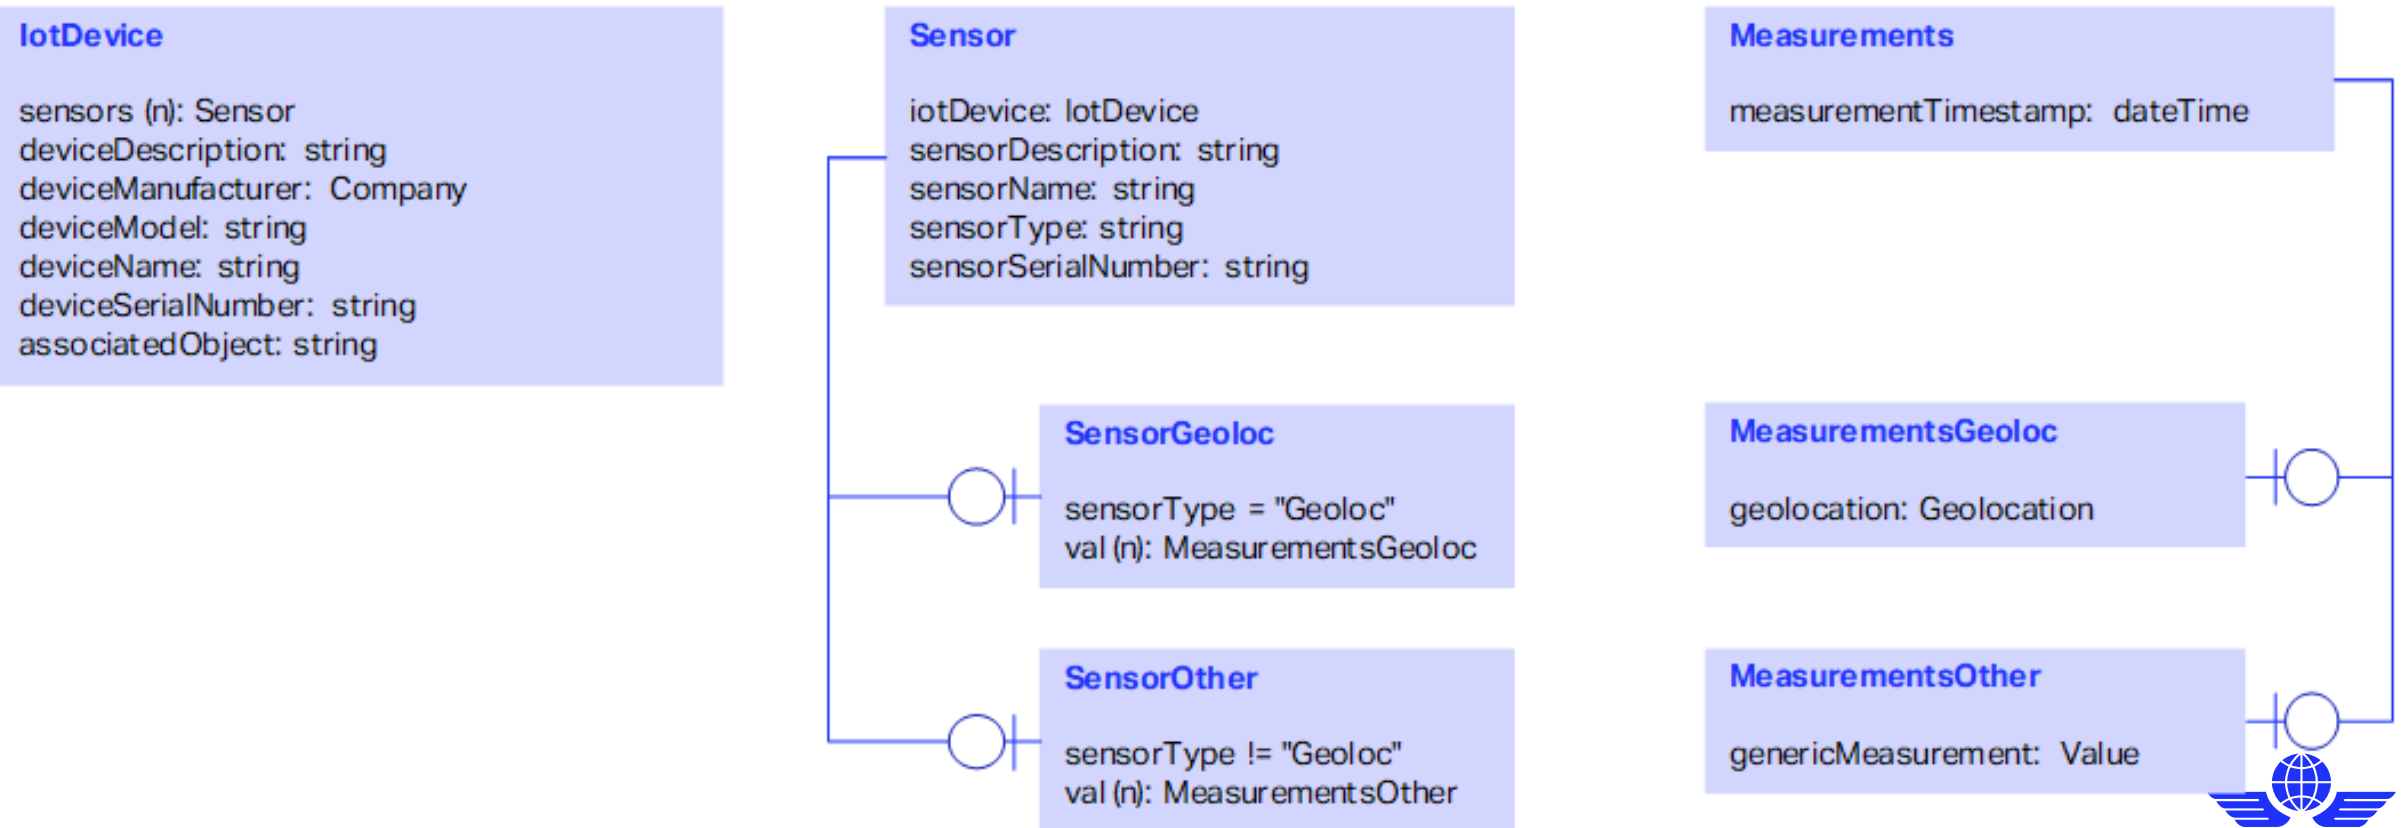 IotDevice
sensors (n): Sensor
deviceDescription: string
deviceManufacturer: Company
deviceModel: string
deviceName: string
deviceSerialNumber: string
associatedObject: string
Sensor
iotDevice: IotDevice
sensorDescription: string
sensorName: string
sensorType: string
sensorSerialNumber: string
SensorGeoloc
sensorType = "Geoloc"
val (n): MeasurementsGeoloc
SensorOther
sensorType != "Geoloc"
val (n): MeasurementsOther
Measurements
measurementTimestamp: dateTime
MeasurementsGeoloc
geolocation: Geolocation
MeasurementsOther
genericMeasurement: Value